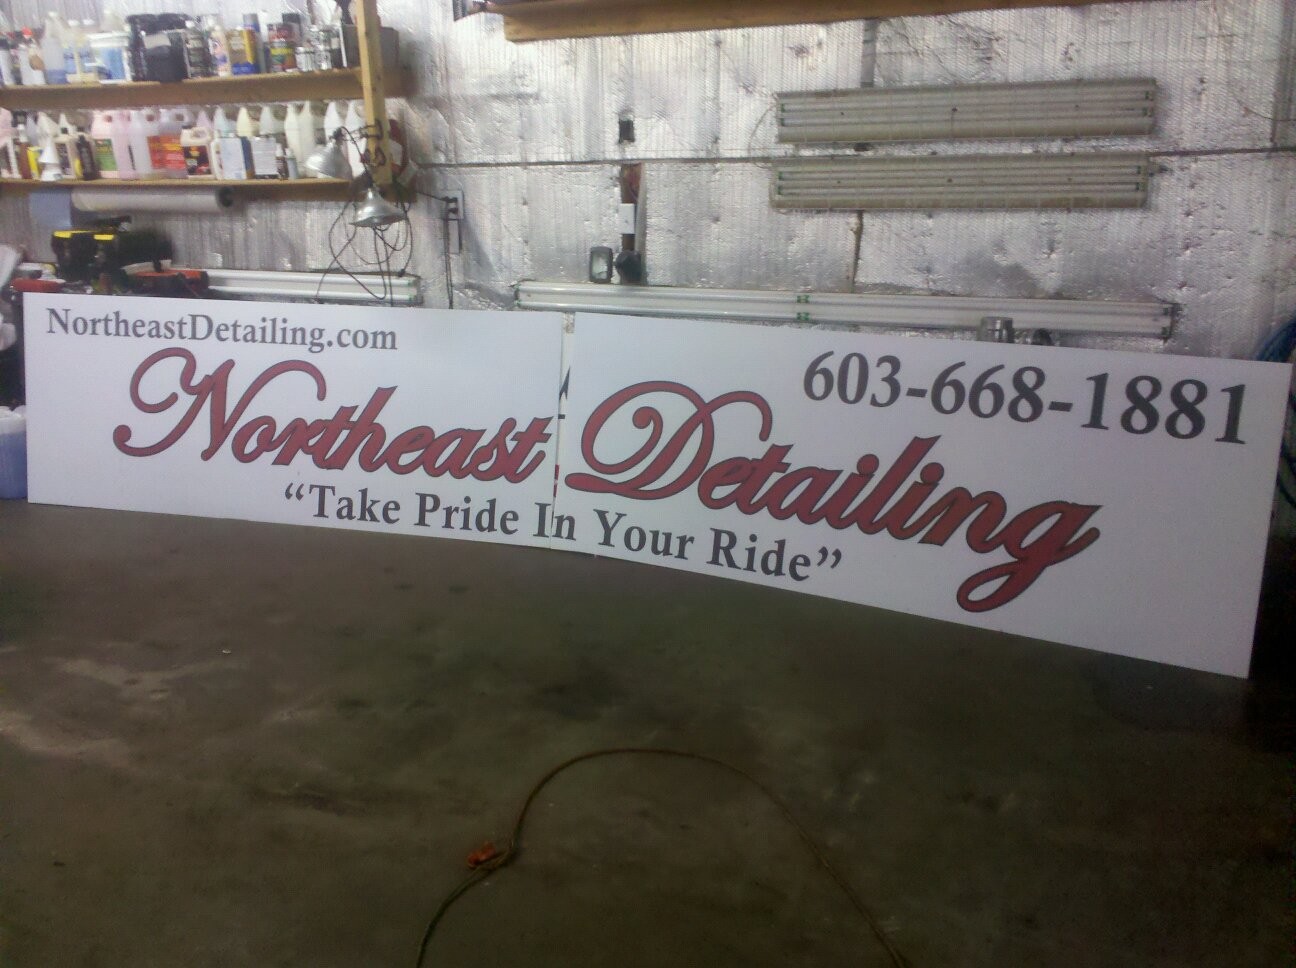 NortheastDetailing.com
603-668-1881
Northeast Detailing
“Take Pride In Your Ride”